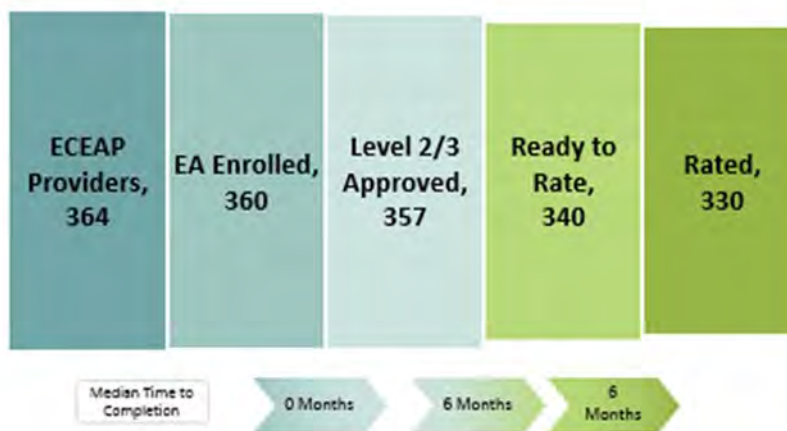 ECEAP
Providers,
364
EA Enrolled,
360
Level 2/3
Approved,
357
Ready to
Rate,
340
Rated,
330
Median Time to
Completion
0 Months
6 Months
6
Months